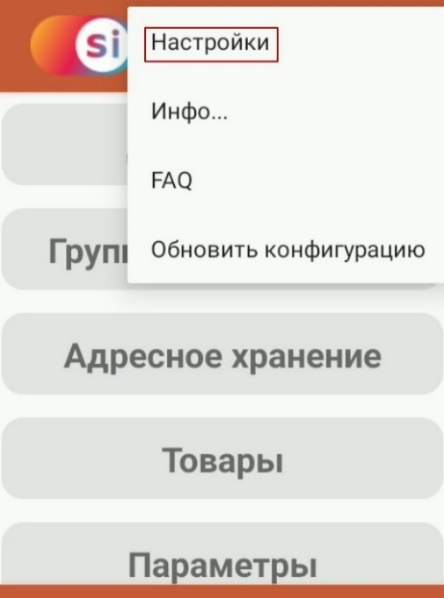 si
Настройки
Инфо...
FAQ
Обновить конфигурацию
Адресное хранение
Товары
Параметры